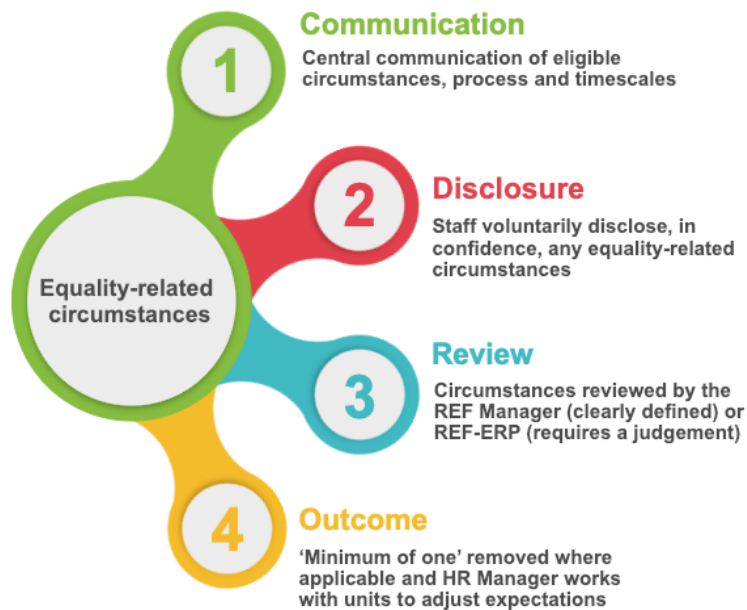 Communication
1
Central communication of eligible
circumstances, process and timescales
2
Disclosure
Staff voluntarily disclose, in
confidence, any equality-related
circumstances
Equality-related
circumstances
Review
3
Circumstances reviewed by the
REF Manager (clearly defined) or
REF-ERP (requires a judgement)
4
Outcome
‘Minimum of one’ removed where
applicable and HR Manager works
with units to adjust expectations